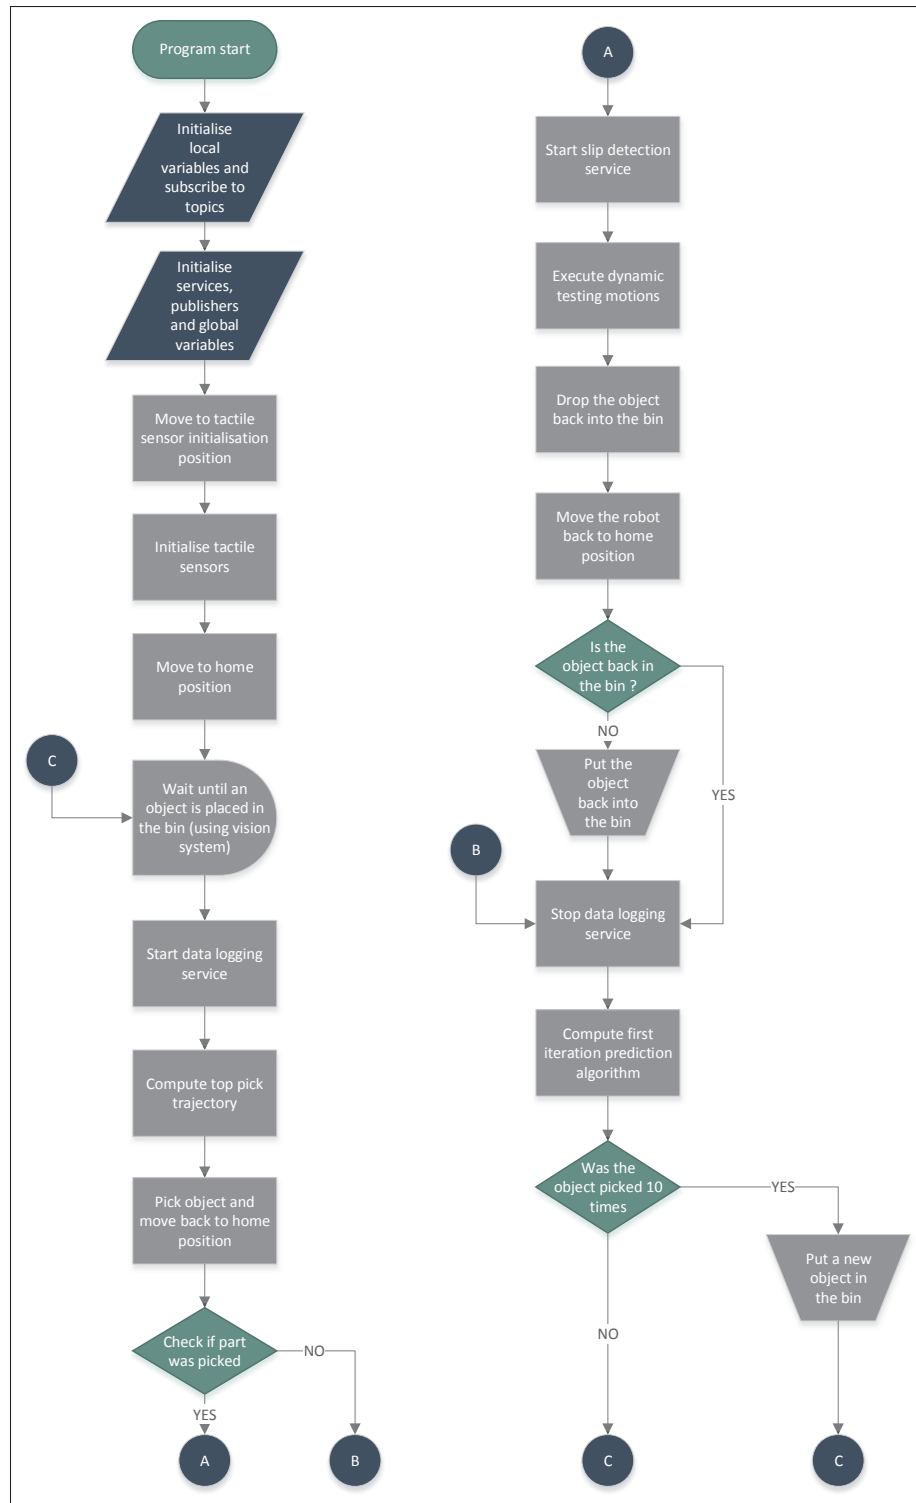 Program start
Initialise
local
variables and
subscribe to
topics
Initialise
services,
publishers
and global
variables
Move to tactile
sensor initialisation
position
Initialise tactile
sensors
Move to home
position
C
Wait until an
object is placed in
the bin (using vision
system)
Start data logging
service
Compute top pick
trajectory
Pick object and
move back to home
position
Check if part
was picked
NO
YES
A
B
A
Start slip detection
service
Execute dynamic
testing motions
Drop the object
back into the bin
Move the robot
back to home
position
Is the
object back in
the bin ?
NO
YES
Put the
object
back into
the bin
B
Stop data logging
service
Compute first
iteration prediction
algorithm
Was the
object picked 10
times
YES
NO
Put a new
object in
the bin
C
C